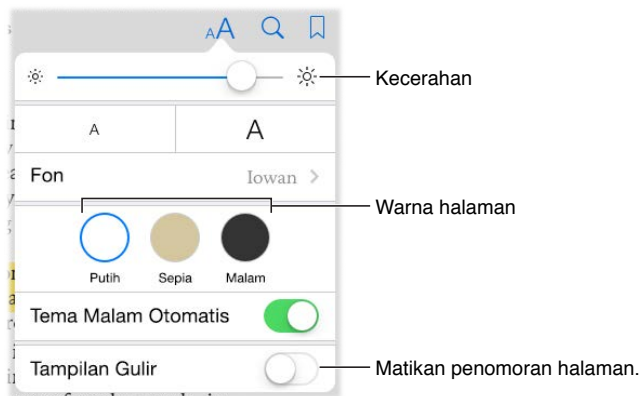 AA
Kecerahan
A A
Fon Iowan >
Warna halaman
Putih Sepia Malam
Tema Malam Otomatis
Tampilan Gulir
Matikan penomoran halaman.